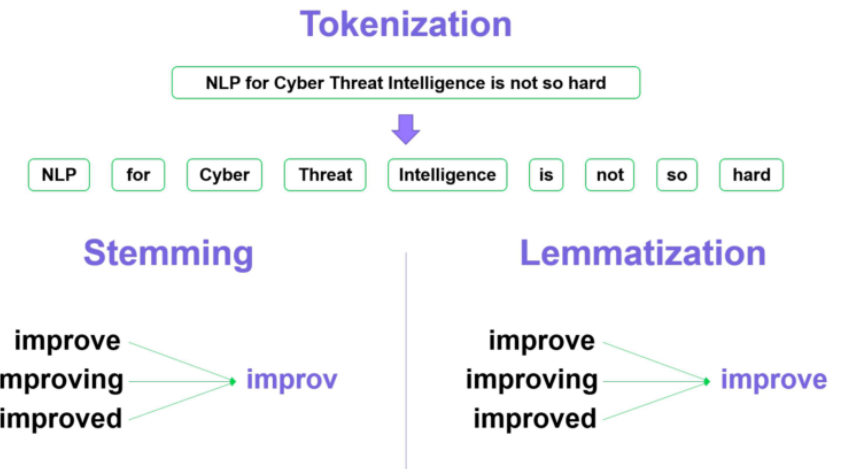 Tokenization
NLP for Cyber Threat Intelligence is not so hard
NLP for Cyber Threat Intelligence is not so hard
Stemming
improve
mproving
improved
improv
Lemmatization
improve
improving
improved
improve